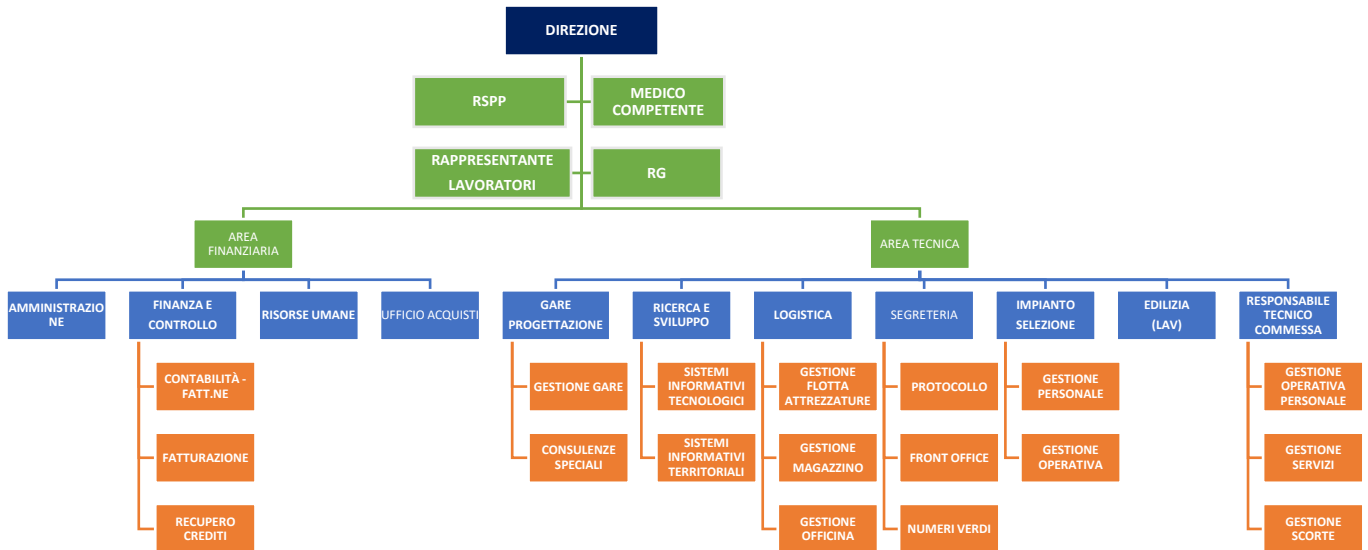 DIREZIONE
RSPP
MEDICO
COMPETENTE
RAPPRESENTANTE
LAVORATORI
RG
AREA
FINANZIARIA
AREA TECNICA
AMMINISTRAZIO
NE
FINANZA E
CONTROLLO
RISORSE UMANE
UFFICIO ACQUISTI
GARE
PROGETTAZIONE
RICERCA E
SVILUPPO
LOGISTICA
SEGRETERIA
IMPIANTO
SELEZIONE
EDILIZIA
(LAV)
RESPONSABILE
TECNICO
COMMESSA
CONTABILITÀ -
FATT.NE
GESTIONE GARE
SISTEMI
INFORMATIVI
TECNOLOGICI
GESTIONE
FLOTTA
ATTREZZATURE
PROTOCOLLO
GESTIONE
PERSONALE
GESTIONE
OPERATIVA
PERSONALE
FATTURAZIONE
CONSULENZE
SPECIALI
SISTEMI
INFORMATIVI
TERRITORIALI
GESTIONE
MAGAZZINO
FRONT OFFICE
GESTIONE
OPERATIVA
GESTIONE
SERVIZI
RECUPERO
CREDITI
GESTIONE
OFFICINA
NUMERI VERDI
GESTIONE
SCORTE